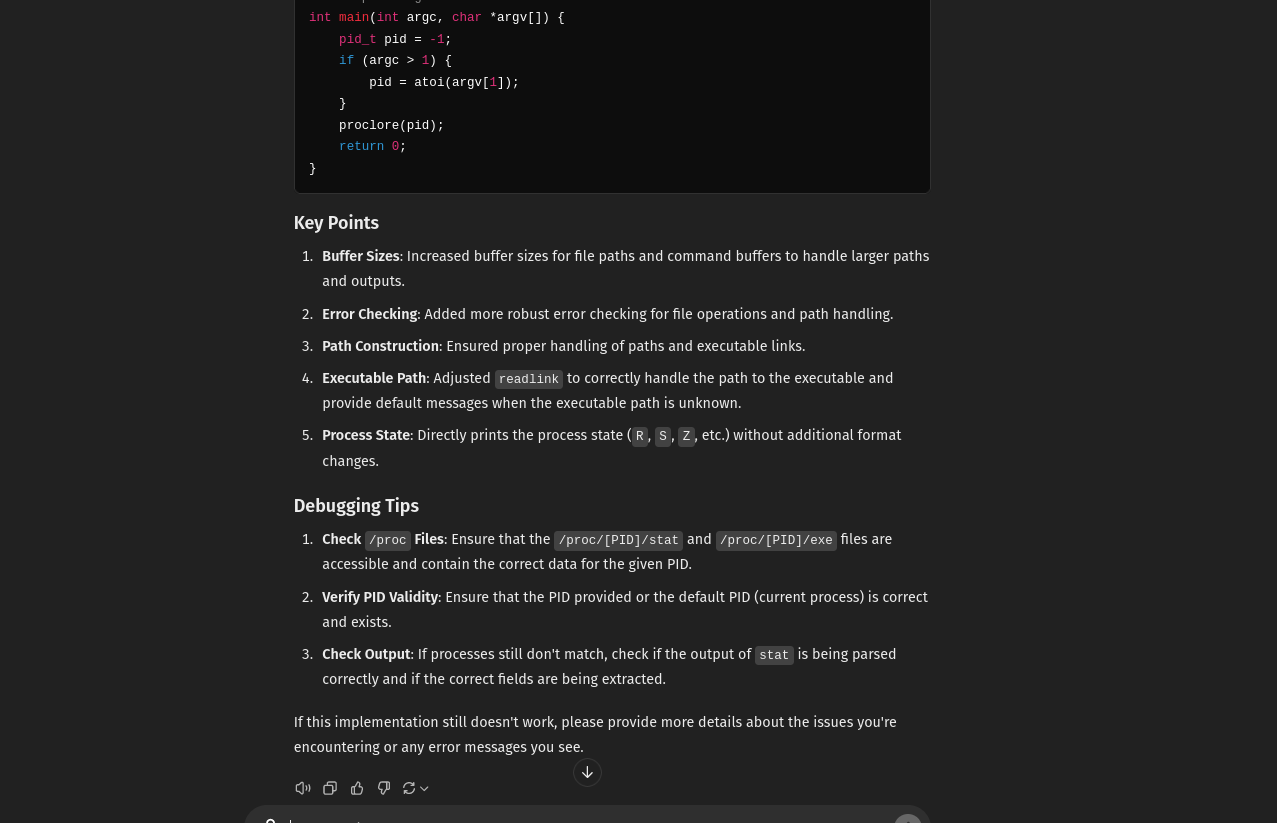 int main(int argc, char *argv[]) {
    pid_t pid = -1;
    if (argc > 1) {
        pid = atoi(argv[1]);
    }
    proclore(pid);
    return 0;
}
Key Points
1. Buffer Sizes: Increased buffer sizes for file paths and command buffers to handle larger paths
and outputs.
2. Error Checking: Added more robust error checking for file operations and path handling.
3. Path Construction: Ensured proper handling of paths and executable links.
4. Executable Path: Adjusted readlink to correctly handle the path to the executable and
provide default messages when the executable path is unknown.
5. Process State: Directly prints the process state (R, S, Z, etc.) without additional format
changes.
Debugging Tips
1. Check /proc Files: Ensure that the /proc/[PID]/stat and /proc/[PID]/exe files are
accessible and contain the correct data for the given PID.
2. Verify PID Validity: Ensure that the PID provided or the default PID (current process) is correct
and exists.
3. Check Output: If processes still don't match, check if the output of stat is being parsed
correctly and if the correct fields are being extracted.
If this implementation still doesn't work, please provide more details about the issues you're
encountering or any error messages you see.